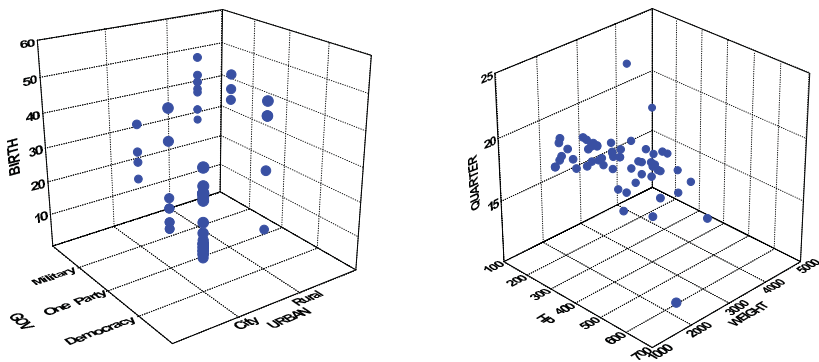 60
50
40
30
20
10
BIRTH
Military
One Party
Democracy
GOV
City
Rural
URBAN
25
20
15
QUARTER
100
200
300
400
500
600
700
HP
1000
2000
3000
4000
5000
WEIGHT